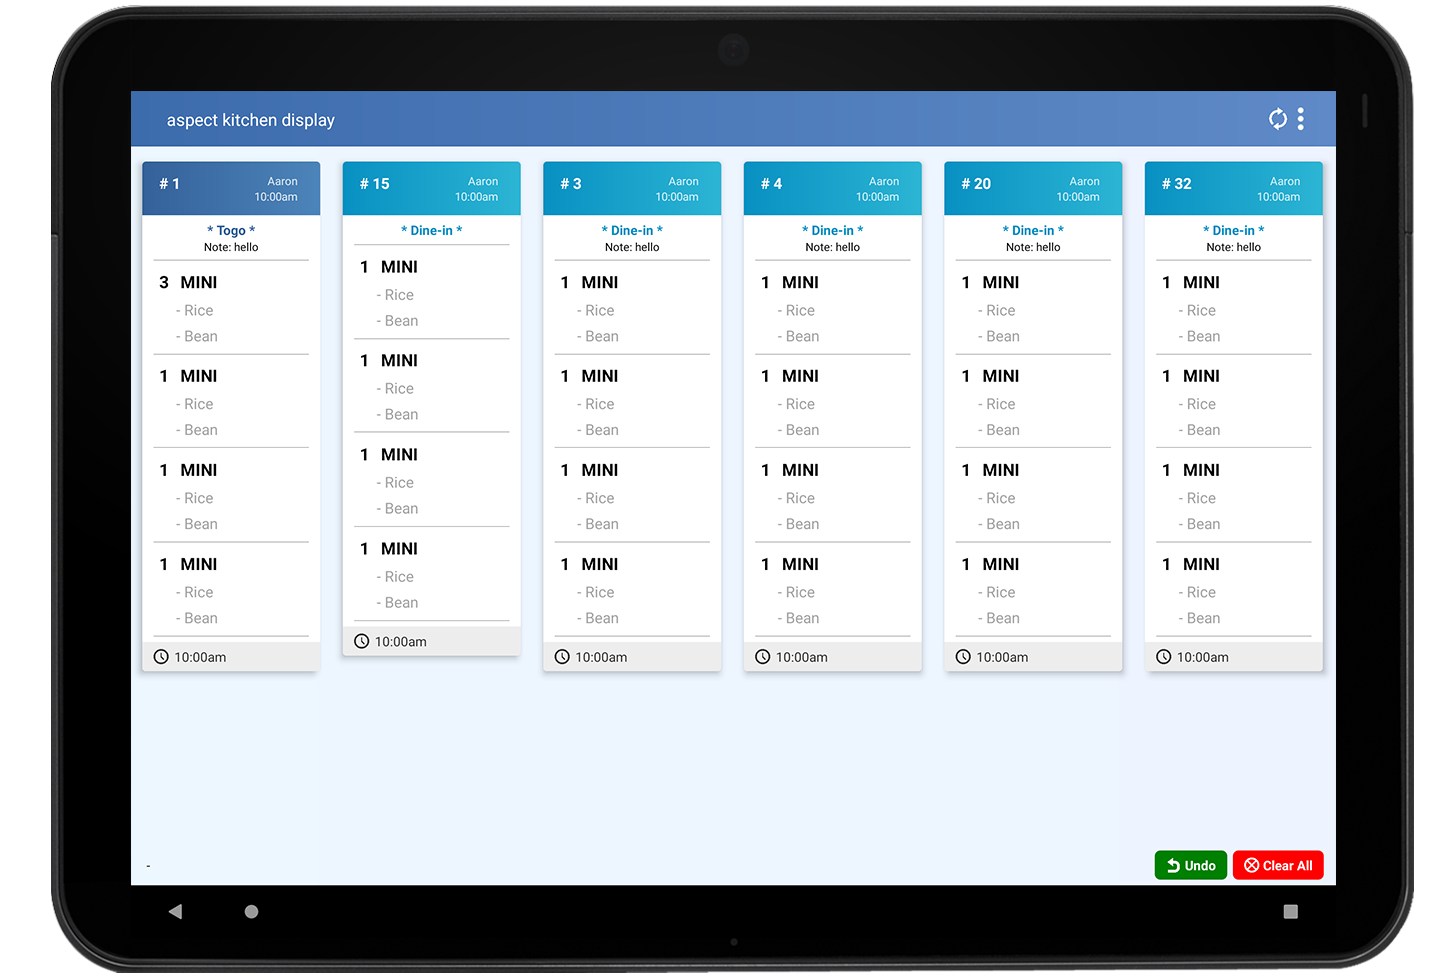 aspect kitchen display
# 1 Aaron
10:00am
* Togo *
Note: hello
3 MINI
- Rice
- Bean
1 MINI
- Rice
- Bean
1 MINI
- Rice
- Bean
1 MINI
- Rice
- Bean
10:00am
# 15 Aaron
10:00am
* Dine-in *
1 MINI
- Rice
- Bean
1 MINI
- Rice
- Bean
1 MINI
- Rice
- Bean
1 MINI
- Rice
- Bean
10:00am
# 3 Aaron
10:00am
* Dine-in *
Note: hello
1 MINI
- Rice
- Bean
1 MINI
- Rice
- Bean
1 MINI
- Rice
- Bean
1 MINI
- Rice
- Bean
10:00am
# 4 Aaron
10:00am
* Dine-in *
Note: hello
1 MINI
- Rice
- Bean
1 MINI
- Rice
- Bean
1 MINI
- Rice
- Bean
1 MINI
- Rice
- Bean
10:00am
# 20 Aaron
10:00am
* Dine-in *
Note: hello
1 MINI
- Rice
- Bean
1 MINI
- Rice
- Bean
1 MINI
- Rice
- Bean
1 MINI
- Rice
- Bean
10:00am
# 32 Aaron
10:00am
* Dine-in *
Note: hello
1 MINI
- Rice
- Bean
1 MINI
- Rice
- Bean
1 MINI
- Rice
- Bean
1 MINI
- Rice
- Bean
10:00am
-
Undo
Clear All